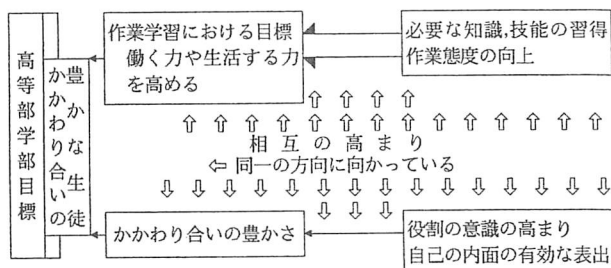 高等部学部目標
かかわり合いの
豊かな生徒
作業学習における目標
働く力や生活する力
を高める
必要な知識,技能の習得
作業態度の向上
相互の高まり
⇦ 同一の方向に向かっている
かかわり合いの豊かさ
役割の意識の高まり
自己の内面の有効な表出